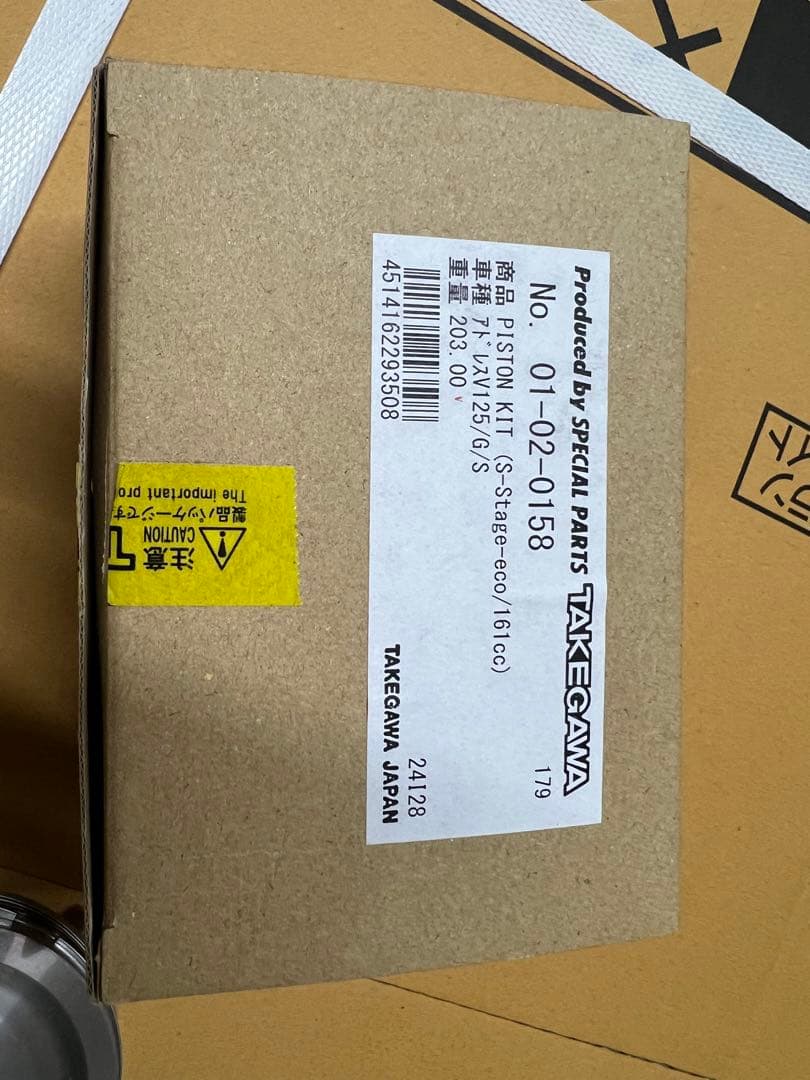 Produced by SPECIAL PARTS TAKEGAWA
No. 01-02-0158 179
商品 PISTON KIT (S-Stage-eco/161cc)
車種 ｱﾄﾞﾚｽV125/G/S
重量 203.00
4514162293508
24128
TAKEGAWA JAPAN
注意
CAUTION
製品パッケージです
The important pro